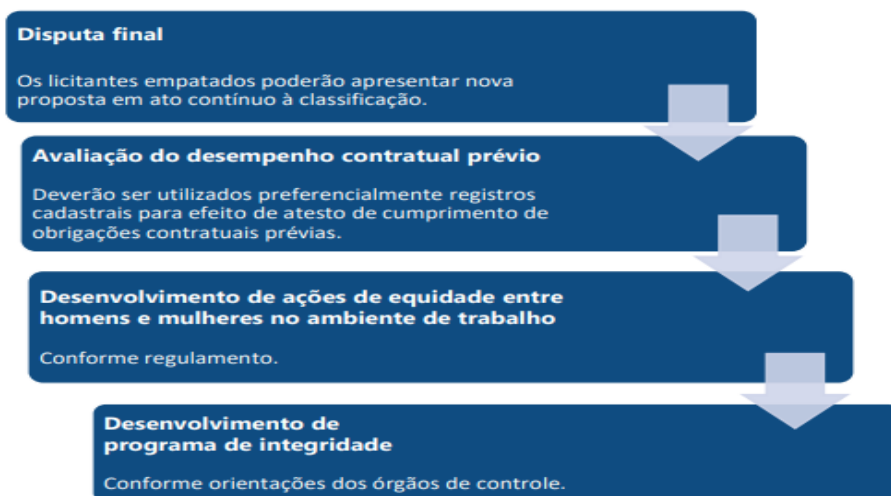 Disputa final
Os licitantes empatados poderão apresentar nova
proposta em ato contínuo à classificação.
Avaliação do desempenho contratual prévio
Deverão ser utilizados preferencialmente registros
cadastrais para efeito de atesto de cumprimento de
obrigações contratuais prévias.
Desenvolvimento de ações de equidade entre
homens e mulheres no ambiente de trabalho
Conforme regulamento.
Desenvolvimento de
programa de integridade
Conforme orientações dos órgãos de controle.